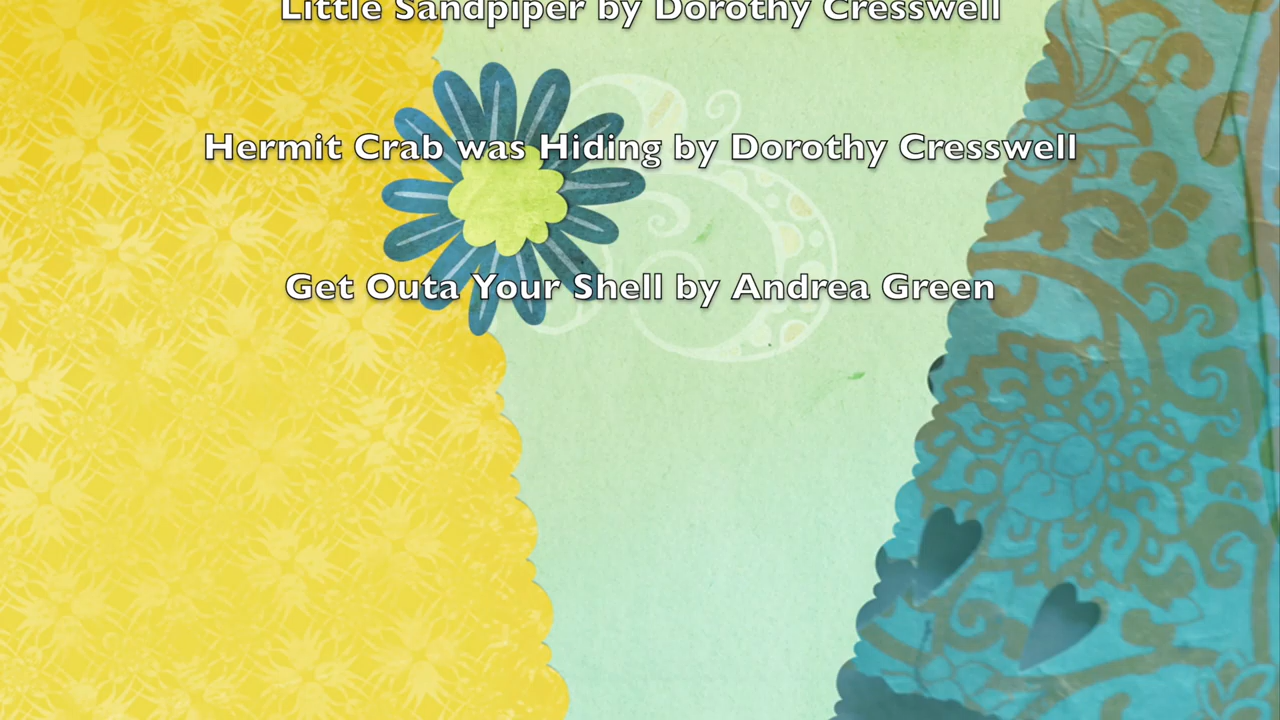 Little Sandpiper by Dorothy Cresswell
Hermit Crab was Hiding by Dorothy Cresswell
Get Outa Your Shell by Andrea Green